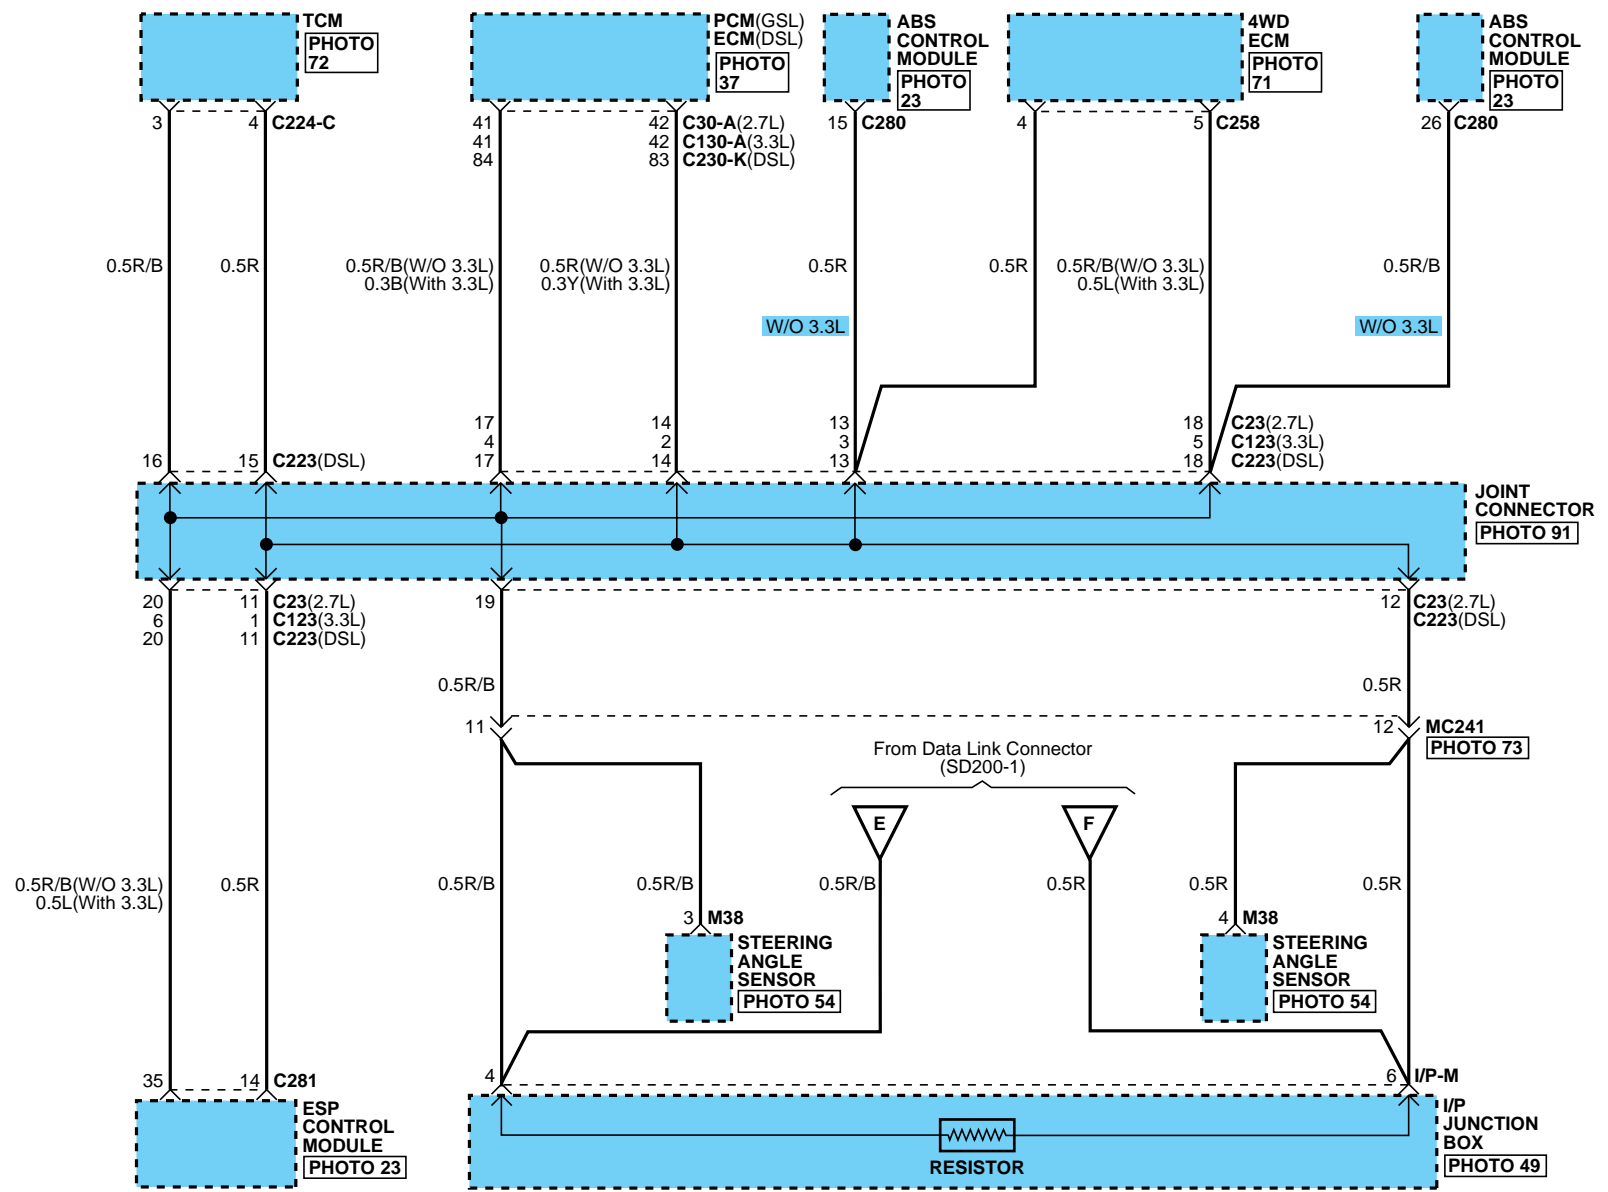 TCM
PHOTO
72
PCM(GSL)
ECM(DSL)
PHOTO
37
ABS
CONTROL
MODULE
PHOTO
23
4WD
ECM
PHOTO
71
ABS
CONTROL
MODULE
PHOTO
23
3
4 C224-C
41
41
84
42 C30-A(2.7L)
42 C130-A(3.3L)
83 C230-K(DSL)
15 C280
4
5 C258
26 C280
0.5R/B
0.5R
0.5R/B(W/O 3.3L)
0.3B(With 3.3L)
0.5R(W/O 3.3L)
0.3Y(With 3.3L)
0.5R
0.5R
0.5R/B(W/O 3.3L)
0.5L(With 3.3L)
0.5R/B
W/O 3.3L
W/O 3.3L
16
15 C223(DSL)
17
4
17
14
2
14
13
3
13
18 C23(2.7L)
5 C123(3.3L)
18 C223(DSL)
JOINT
CONNECTOR
PHOTO 91
20
6
20
11 C23(2.7L)
1 C123(3.3L)
11 C223(DSL)
19
12 C23(2.7L)
C223(DSL)
0.5R/B
0.5R
11
12 MC241
PHOTO 73
From Data Link Connector
(SD200-1)
E
F
0.5R/B(W/O 3.3L)
0.5L(With 3.3L)
0.5R
0.5R/B
0.5R/B
0.5R/B
0.5R
0.5R
0.5R
3 M38
STEERING
ANGLE
SENSOR
PHOTO 54
4 M38
STEERING
ANGLE
SENSOR
PHOTO 54
35
14 C281
ESP
CONTROL
MODULE
PHOTO 23
4
6 I/P-M
I/P
JUNCTION
BOX
PHOTO 49
RESISTOR